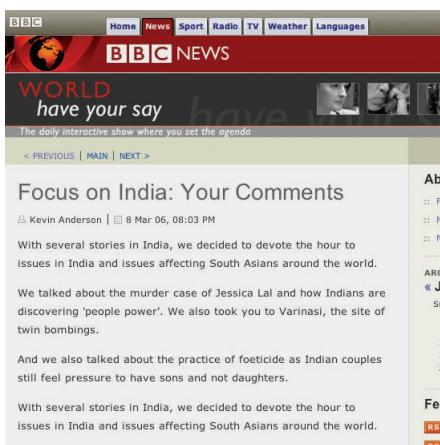 BBC
Home News Sport Radio TV Weather Languages
BBC NEWS
WORLD
have your say
have your
The daily interactive show where you set the agenda
< PREVIOUS | MAIN | NEXT >
Focus on India: Your Comments
Kevin Anderson | 8 Mar 06, 08:03 PM
With several stories in India, we decided to devote the hour to
issues in India and issues affecting South Asians around the world.
We talked about the murder case of Jessica Lal and how Indians are
discovering 'people power'. We also took you to Varinasi, the site of
twin bombings.
And we also talked about the practice of foeticide as Indian couples
still feel pressure to have sons and not daughters.
With several stories in India, we decided to devote the hour to
issues in India and issues affecting South Asians around the world.
Ab
ARC
« J
S
Fe
RS